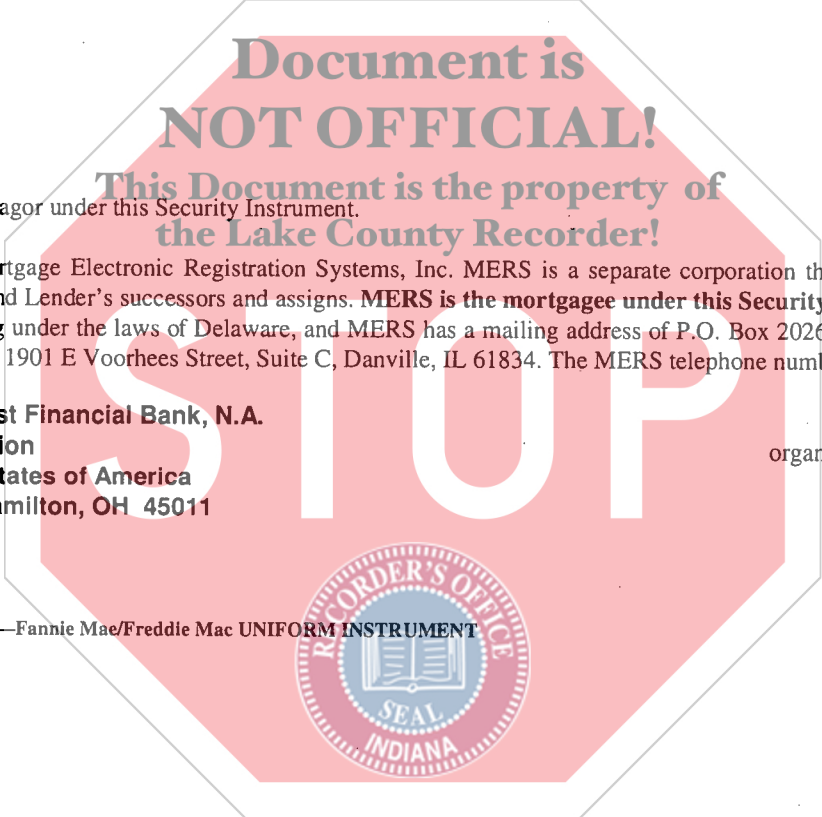 Document is
NOT OFFICIAL!
This Document is the property of
agor under this Security Instrument.
the Lake County Recorder!
rtgage Electronic Registration Systems, Inc. MERS is a separate corporation th
nd Lender's successors and assigns. MERS is the mortgagee under this Security
g under the laws of Delaware, and MERS has a mailing address of P.O. Box 2026
1901 E Voorhees Street, Suite C, Danville, IL 61834. The MERS telephone numb
STOP
st Financial Bank, N.A.
ion
organ
tates of America
amilton, OH 45011
—Fannie Mae/Freddie Mac UNIFORM INSTRUMENT
RECORDER'S OFFICE
SEAL
INDIANA